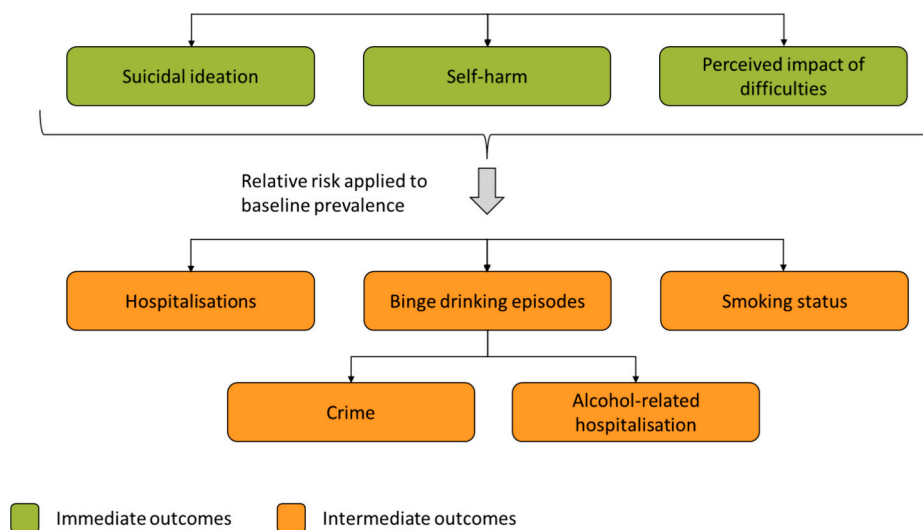 Suicidal ideation
Self-harm
Perceived impact of
difficulties
Relative risk applied to
baseline prevalence
Hospitalisations
Binge drinking episodes
Smoking status
Crime
Alcohol-related
hospitalisation
Immediate outcomes
Intermediate outcomes